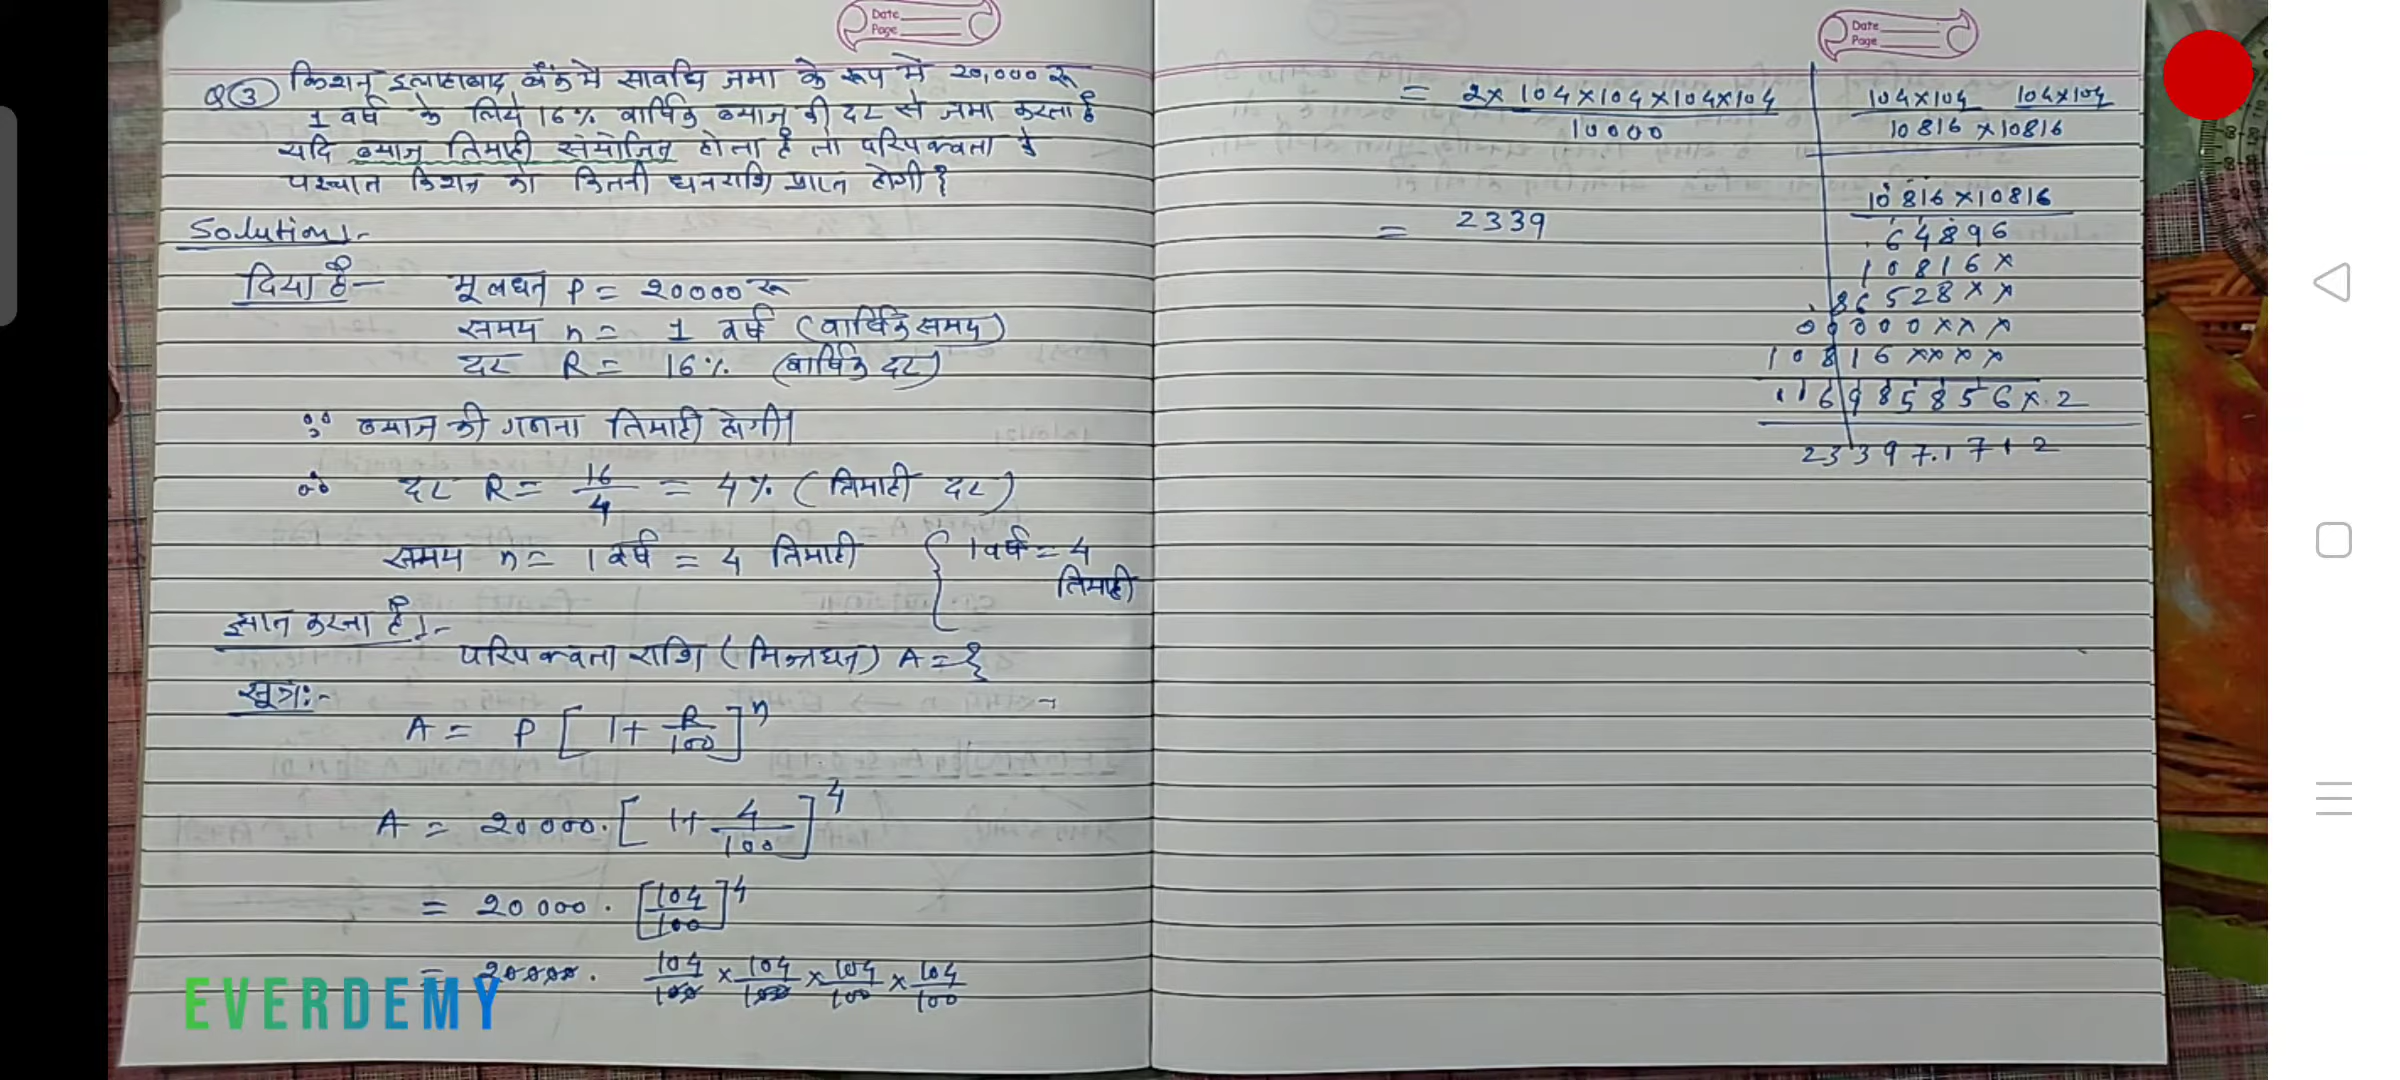 Date
Page
Q③ किशन इलाहाबाद बैंक में सावधि जमा के रूप में 20,000 रू
1 वर्ष के लिये 16% वार्षिक ब्याज की दर से जमा करता है
यदि ब्याज तिमाही संयोजित होता है तो परिपक्वता के
पश्चात किशन को कितनी धनराशि प्राप्त होगी?
Solution:-
दिया है— मूलधन P = 20000 रू
समय n = 1 वर्ष (वार्षिक समय)
दर R = 16% (वार्षिक दर)
∵ ब्याज की गणना तिमाही होगी।
∴ दर R = 16/4 = 4% (तिमाही दर)
समय n = 1 वर्ष = 4 तिमाही { 1 वर्ष = 4
तिमाही
ज्ञात करना है:-
परिपक्वता राशि (मिश्रधन) A = ?
सूत्र:-
A = P [ 1 + R/100 ]^n
A = 20000. [ 1 + 4/100 ]^4
= 20000 . [104/100]^4
= 20000 . 104/100 × 104/100 × 104/100 × 104/100
EVERDEMY
Date
Page
= 2× 104×104×104×104
10000
= 2339
104×104 104×104
10816 ×10816
10816 ×10816
64896
10816×
86528××
00000×××
10816××××
116985856×2
23397.1712